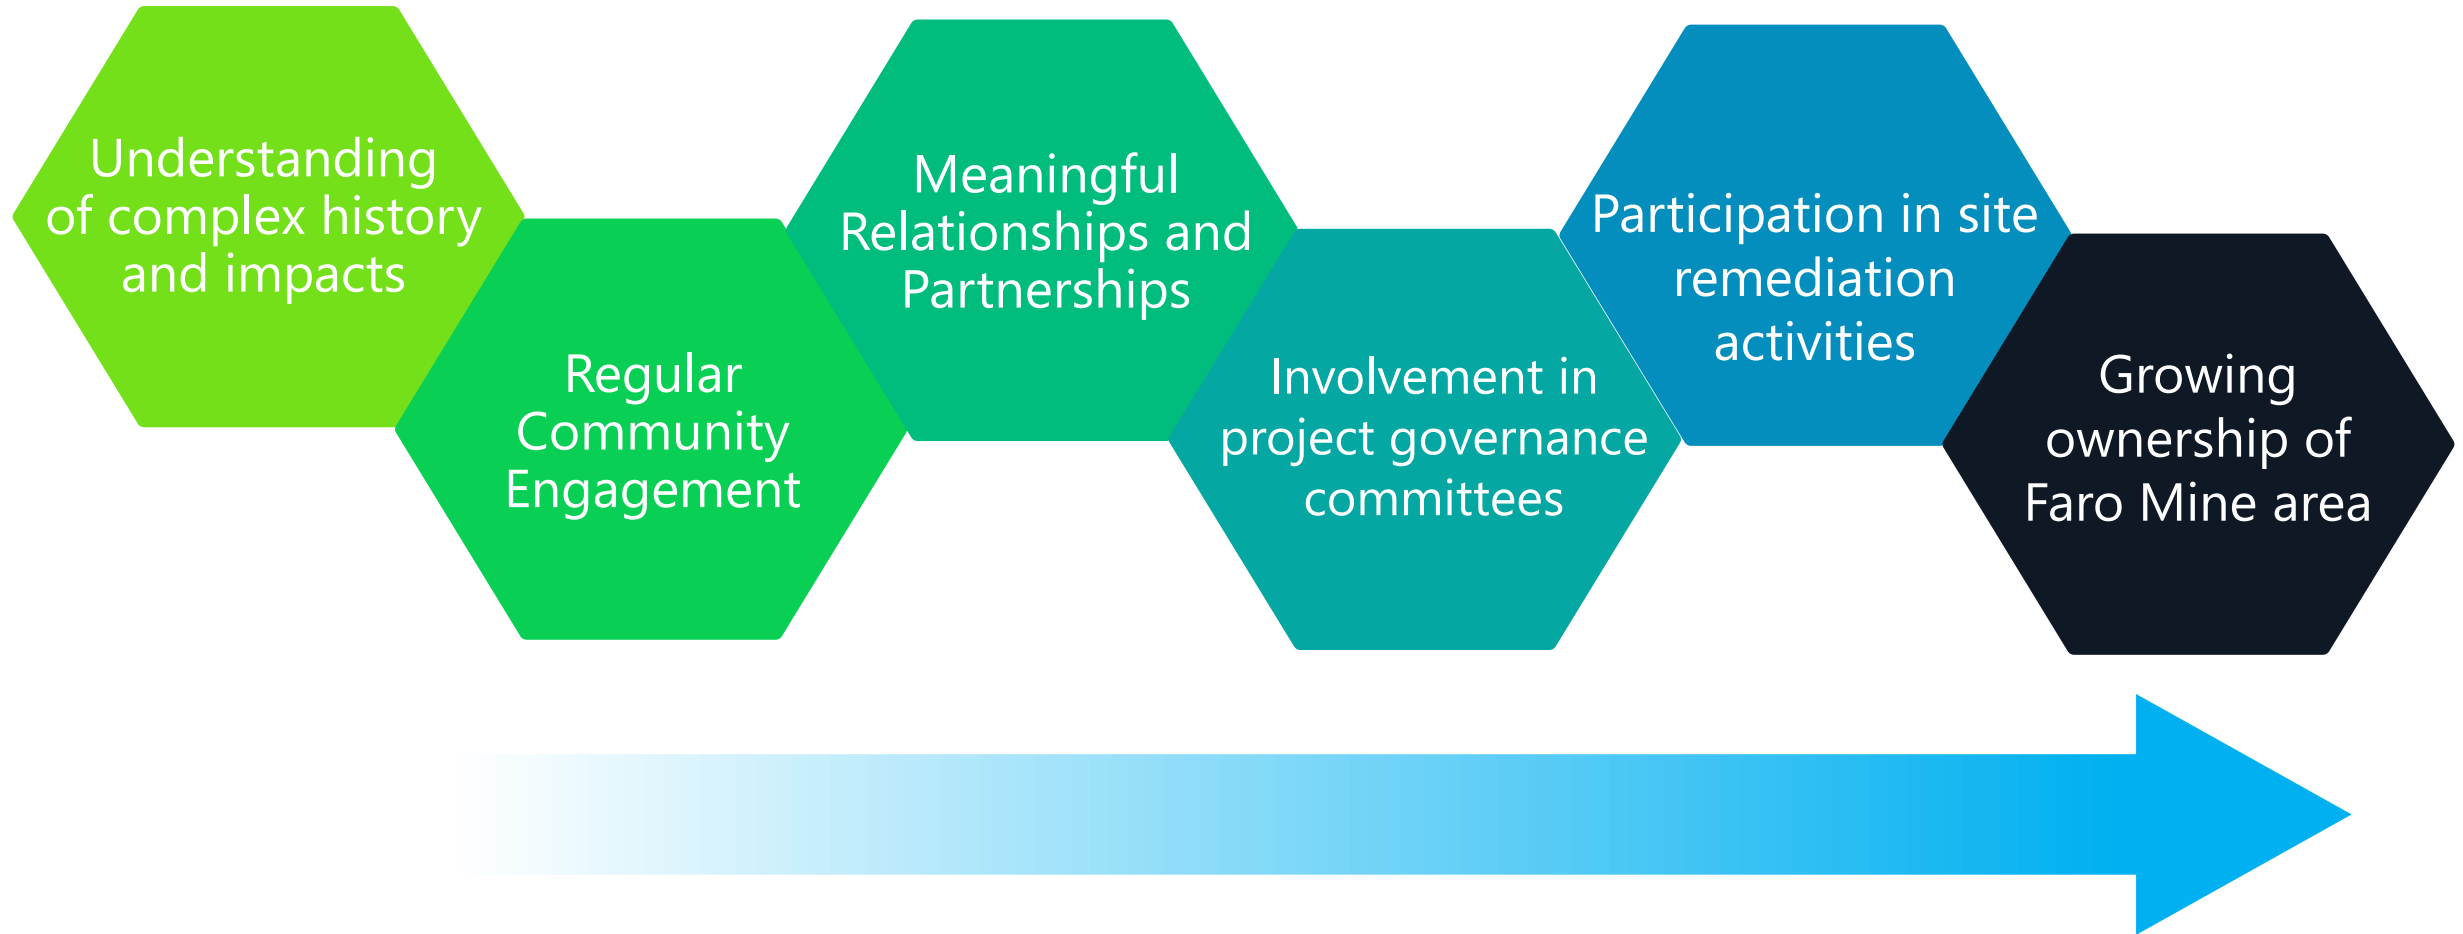 Understanding
of complex history
and impacts
Regular
Community
Engagement
Meaningful
Relationships and
Partnerships
Involvement in
project governance
committees
Participation in site
remediation
activities
Growing
ownership of
Faro Mine area